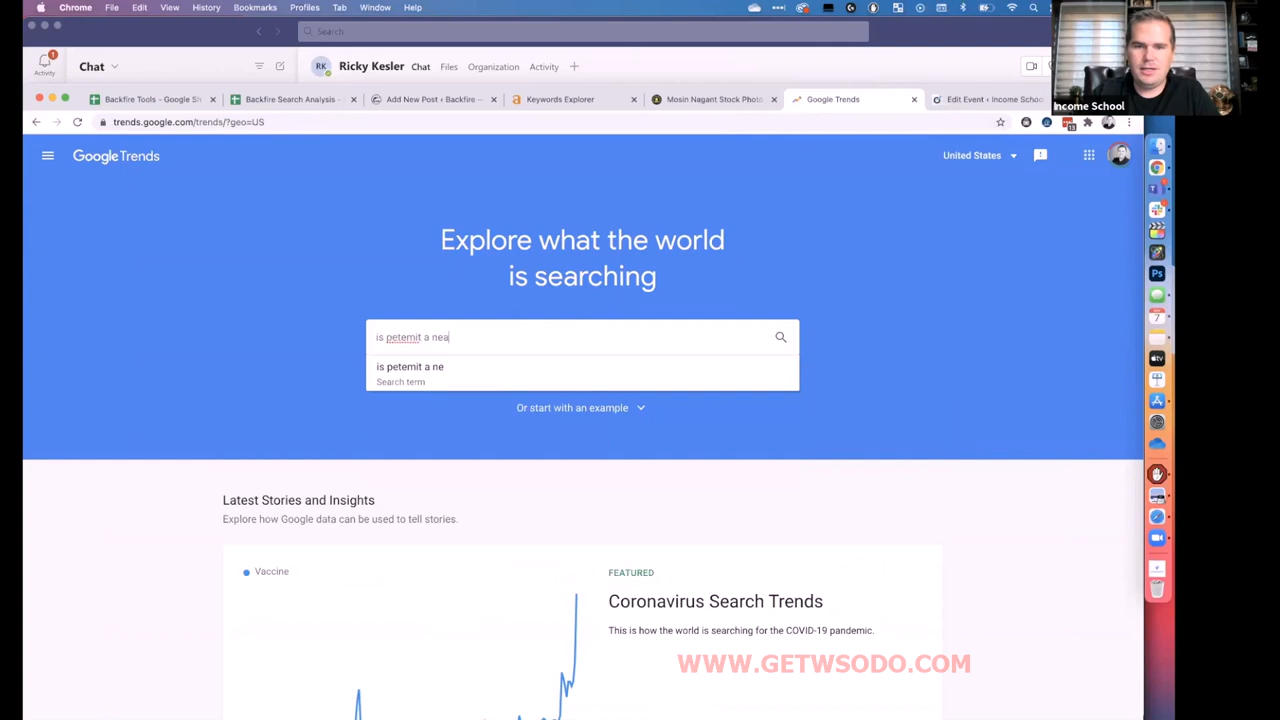 Chrome File Edit View History Bookmarks Profiles Tab Window Help
Search
Activity
1
Chat
RK
Ricky Kesler Chat Files Organization Activity
Income School
Backfire Tools - Google Sh
Backfire Search Analysis -
Add New Post ‹ Backfire —
Keywords Explorer
Mosin Nagant Stock Photo
Google Trends
Edit Event ‹ Income School
trends.google.com/trends/?geo=US
13
Google Trends
United States
Explore what the world
is searching
is petemit a nea
is petemit a ne
Search term
Or start with an example
Latest Stories and Insights
Explore how Google data can be used to tell stories.
Vaccine
FEATURED
Coronavirus Search Trends
This is how the world is searching for the COVID-19 pandemic.
WWW.GETWSODO.COM